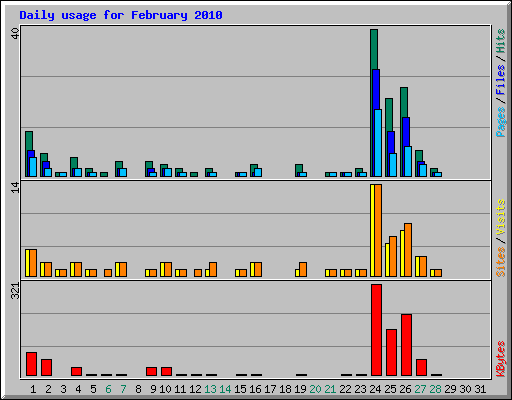 Daily usage for February 2010
40
Pages / Files / Hits
14
Sites / Visits
321
KBytes
1 2 3 4 5 6 7 8 9 10 11 12 13 14 15 16 17 18 19 20 21 22 23 24 25 26 27 28 29 30 31